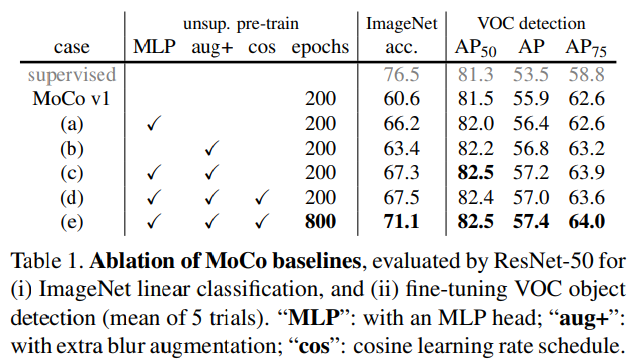 unsup. pre-train ImageNet VOC detection
case MLP aug+ cos epochs acc. AP50 AP AP75
supervised 76.5 81.3 53.5 58.8
MoCo v1 200 60.6 81.5 55.9 62.6
(a) ✓ 200 66.2 82.0 56.4 62.6
(b) ✓ 200 63.4 82.2 56.8 63.2
(c) ✓ ✓ 200 67.3 82.5 57.2 63.9
(d) ✓ ✓ ✓ 200 67.5 82.4 57.0 63.6
(e) ✓ ✓ ✓ 800 71.1 82.5 57.4 64.0
Table 1. Ablation of MoCo baselines, evaluated by ResNet-50 for
(i) ImageNet linear classification, and (ii) fine-tuning VOC object
detection (mean of 5 trials). “MLP”: with an MLP head; “aug+”:
with extra blur augmentation; “cos”: cosine learning rate schedule.